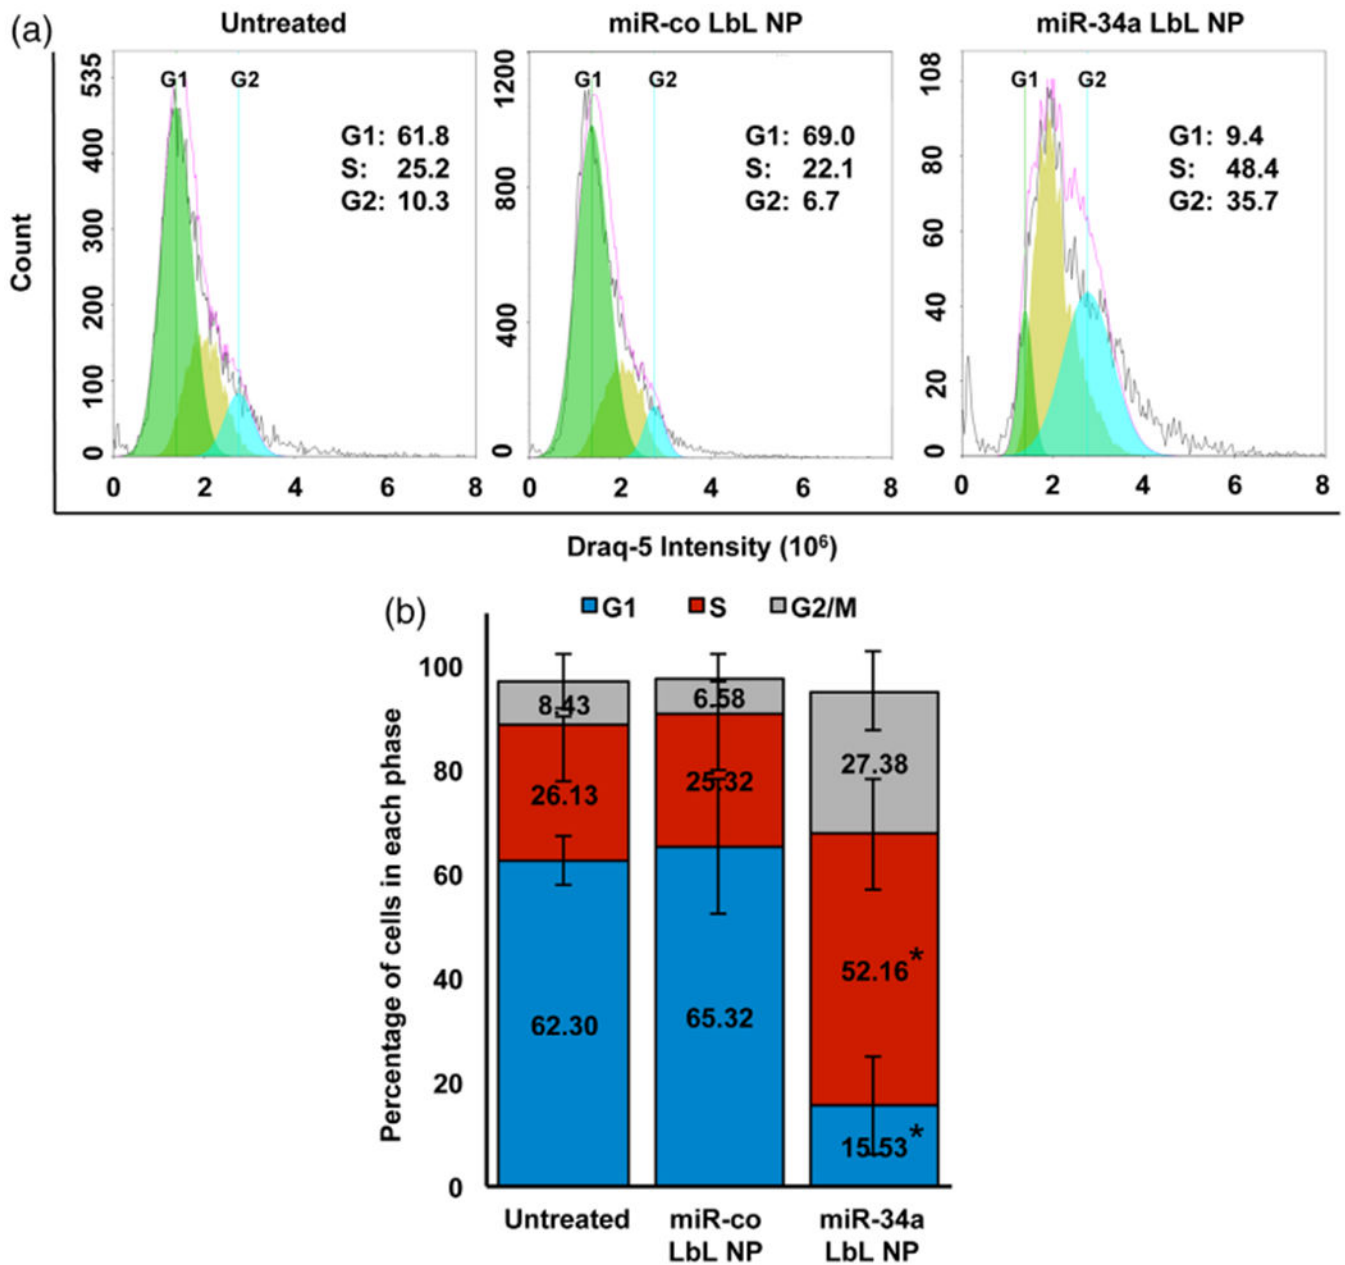 (a)
Untreated
miR-co LbL NP
miR-34a LbL NP
Count
535
400
300
200
100
0
G1 G2
G1: 61.8
S: 25.2
G2: 10.3
0 2 4 6 8
1200
800
400
0
G1 G2
G1: 69.0
S: 22.1
G2: 6.7
0 2 4 6 8
108
80
60
40
20
0
G1 G2
G1: 9.4
S: 48.4
G2: 35.7
0 2 4 6 8
Draq-5 Intensity (10⁶)
(b)
G1 S G2/M
Percentage of cells in each phase
100
80
60
40
20
0
8.43
26.13
62.30
6.58
25.32
65.32
27.38
52.16*
15.53*
Untreated
miR-co
LbL NP
miR-34a
LbL NP